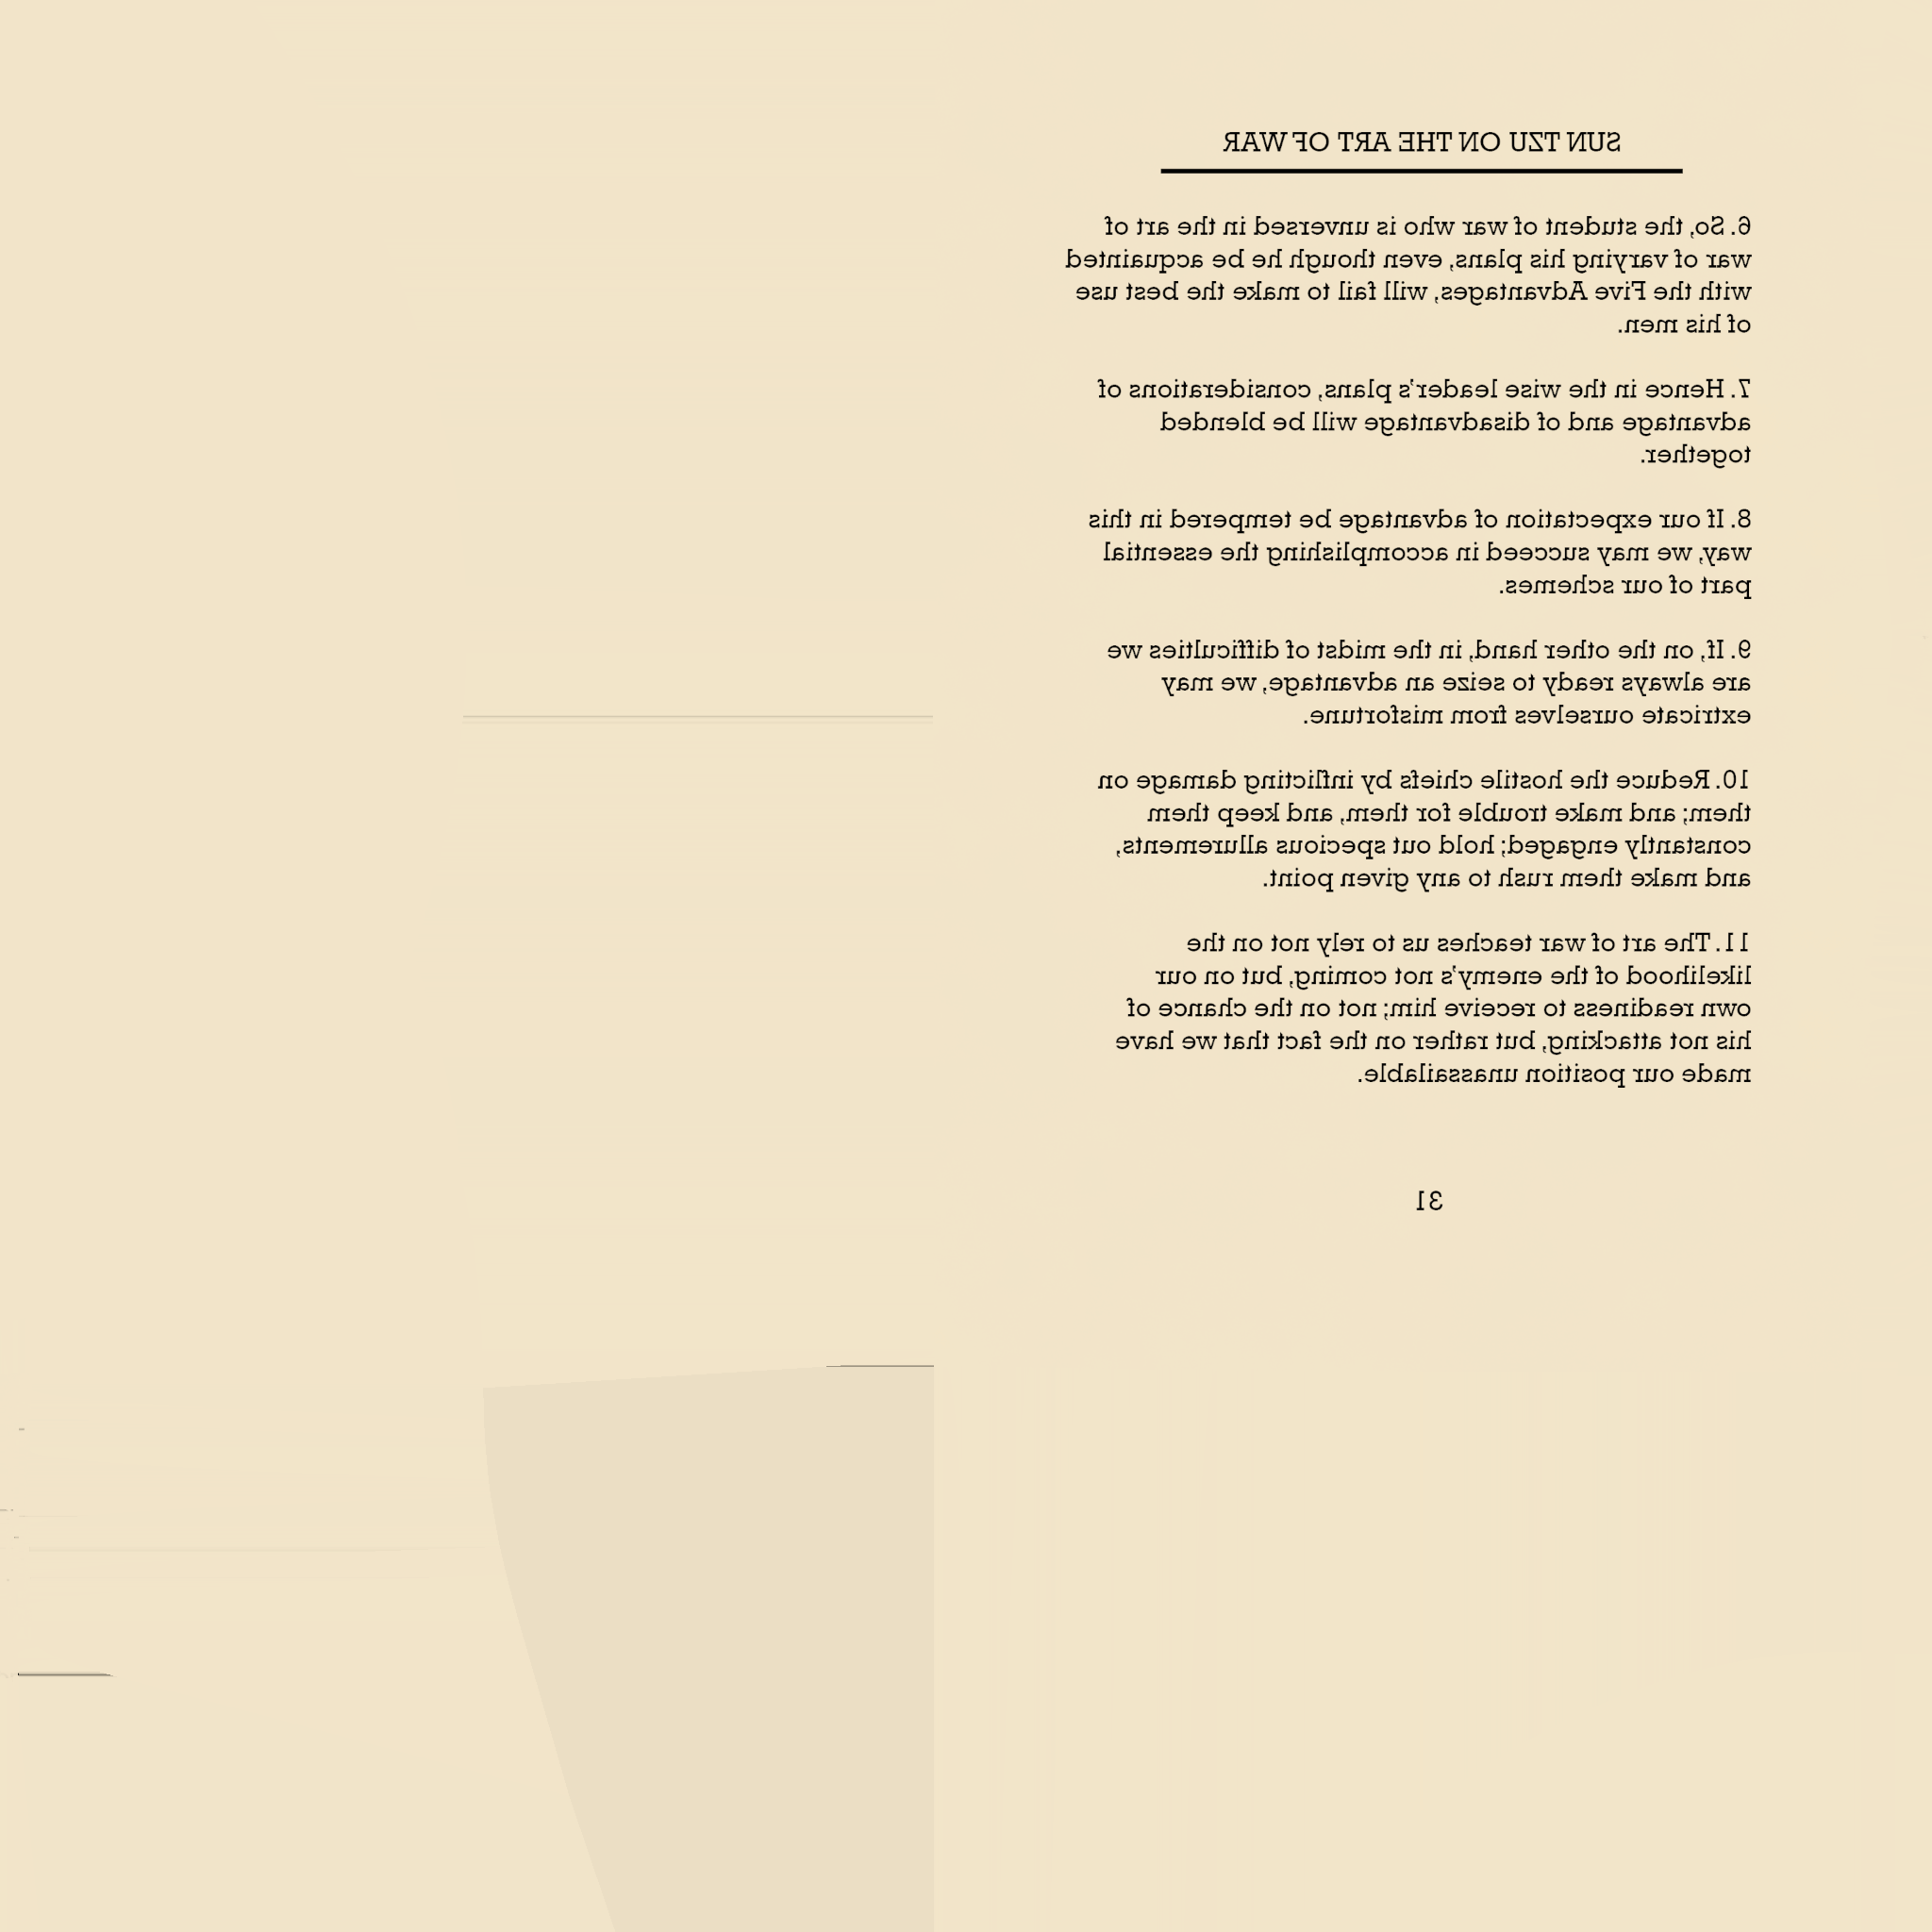 SUN TZU ON THE ART OF WAR
6. So, the student of war who is unversed in the art of
war of varying his plans, even though he be acquainted
with the Five Advantages, will fail to make the best use
of his men.
7. Hence in the wise leader's plans, considerations of
advantage and of disadvantage will be blended
together.
8. If our expectation of advantage be tempered in this
way, we may succeed in accomplishing the essential
part of our schemes.
9. If, on the other hand, in the midst of difficulties we
are always ready to seize an advantage, we may
extricate ourselves from misfortune.
10. Reduce the hostile chiefs by inflicting damage on
them; and make trouble for them, and keep them
constantly engaged; hold out specious allurements,
and make them rush to any given point.
11. The art of war teaches us to rely not on the
likelihood of the enemy's not coming, but on our
own readiness to receive him; not on the chance of
his not attacking, but rather on the fact that we have
made our position unassailable.
31